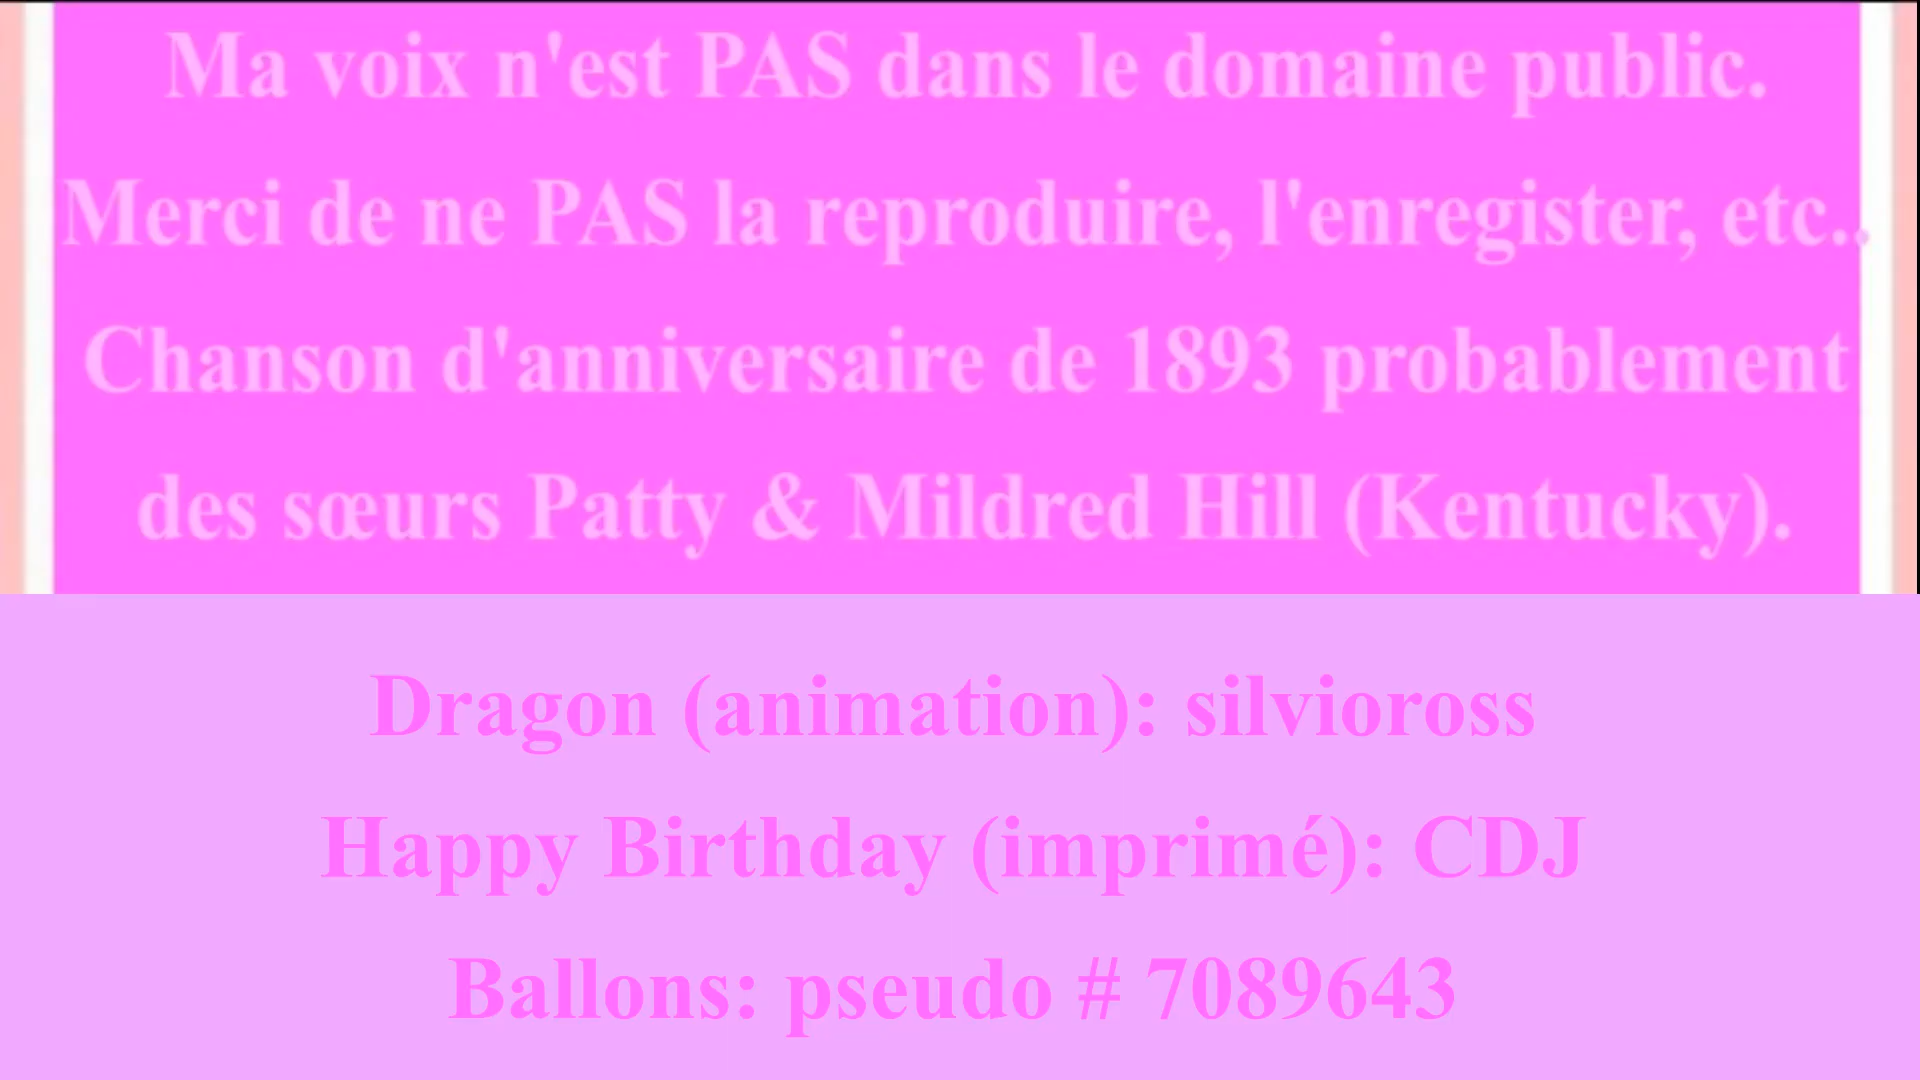 Ma voix n'est PAS dans le domaine public.
Merci de ne PAS la reproduire, l'enregister, etc..
Chanson d'anniversaire de 1893 probablement
des sœurs Patty & Mildred Hill (Kentucky).
Dragon (animation): silvioross
Happy Birthday (imprimé): CDJ
Ballons: pseudo # 7089643